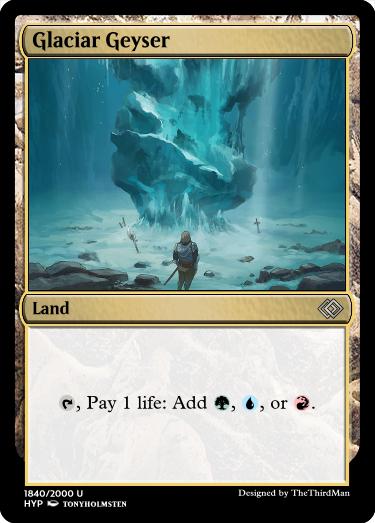 Glaciar Geyser
Land
, Pay 1 life: Add , , or .
1840/2000 U
HYP TONYHOLMSTEN
Designed by TheThirdMan